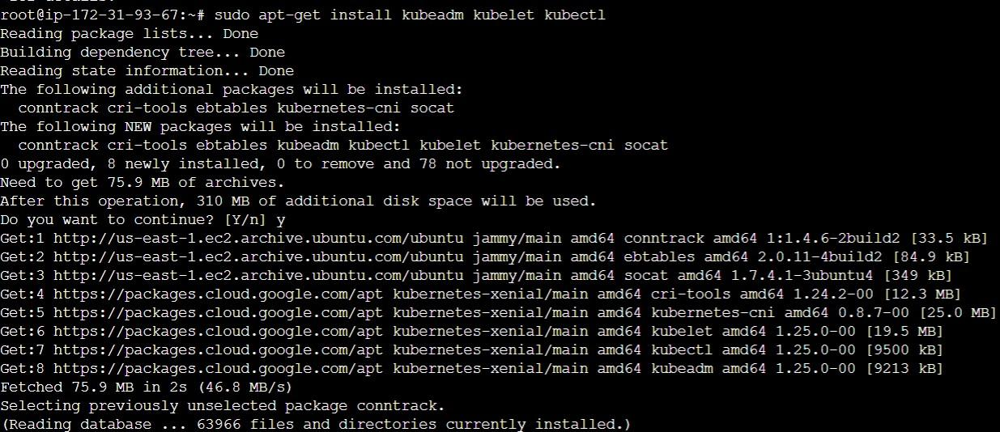 root@ip-172-31-93-67:~# sudo apt-get install kubeadm kubelet kubectl
Reading package lists... Done
Building dependency tree... Done
Reading state information... Done
The following additional packages will be installed:
  conntrack cri-tools ebtables kubernetes-cni socat
The following NEW packages will be installed:
  conntrack cri-tools ebtables kubeadm kubectl kubelet kubernetes-cni socat
0 upgraded, 8 newly installed, 0 to remove and 78 not upgraded.
Need to get 75.9 MB of archives.
After this operation, 310 MB of additional disk space will be used.
Do you want to continue? [Y/n] y
Get:1 http://us-east-1.ec2.archive.ubuntu.com/ubuntu jammy/main amd64 conntrack amd64 1:1.4.6-2build2 [33.5 kB]
Get:2 http://us-east-1.ec2.archive.ubuntu.com/ubuntu jammy/main amd64 ebtables amd64 2.0.11-4build2 [84.9 kB]
Get:3 http://us-east-1.ec2.archive.ubuntu.com/ubuntu jammy/main amd64 socat amd64 1.7.4.1-3ubuntu4 [349 kB]
Get:4 https://packages.cloud.google.com/apt kubernetes-xenial/main amd64 cri-tools amd64 1.24.2-00 [12.3 MB]
Get:5 https://packages.cloud.google.com/apt kubernetes-xenial/main amd64 kubernetes-cni amd64 0.8.7-00 [25.0 MB]
Get:6 https://packages.cloud.google.com/apt kubernetes-xenial/main amd64 kubelet amd64 1.25.0-00 [19.5 MB]
Get:7 https://packages.cloud.google.com/apt kubernetes-xenial/main amd64 kubectl amd64 1.25.0-00 [9500 kB]
Get:8 https://packages.cloud.google.com/apt kubernetes-xenial/main amd64 kubeadm amd64 1.25.0-00 [9213 kB]
Fetched 75.9 MB in 2s (46.8 MB/s)
Selecting previously unselected package conntrack.
(Reading database ... 63966 files and directories currently installed.)